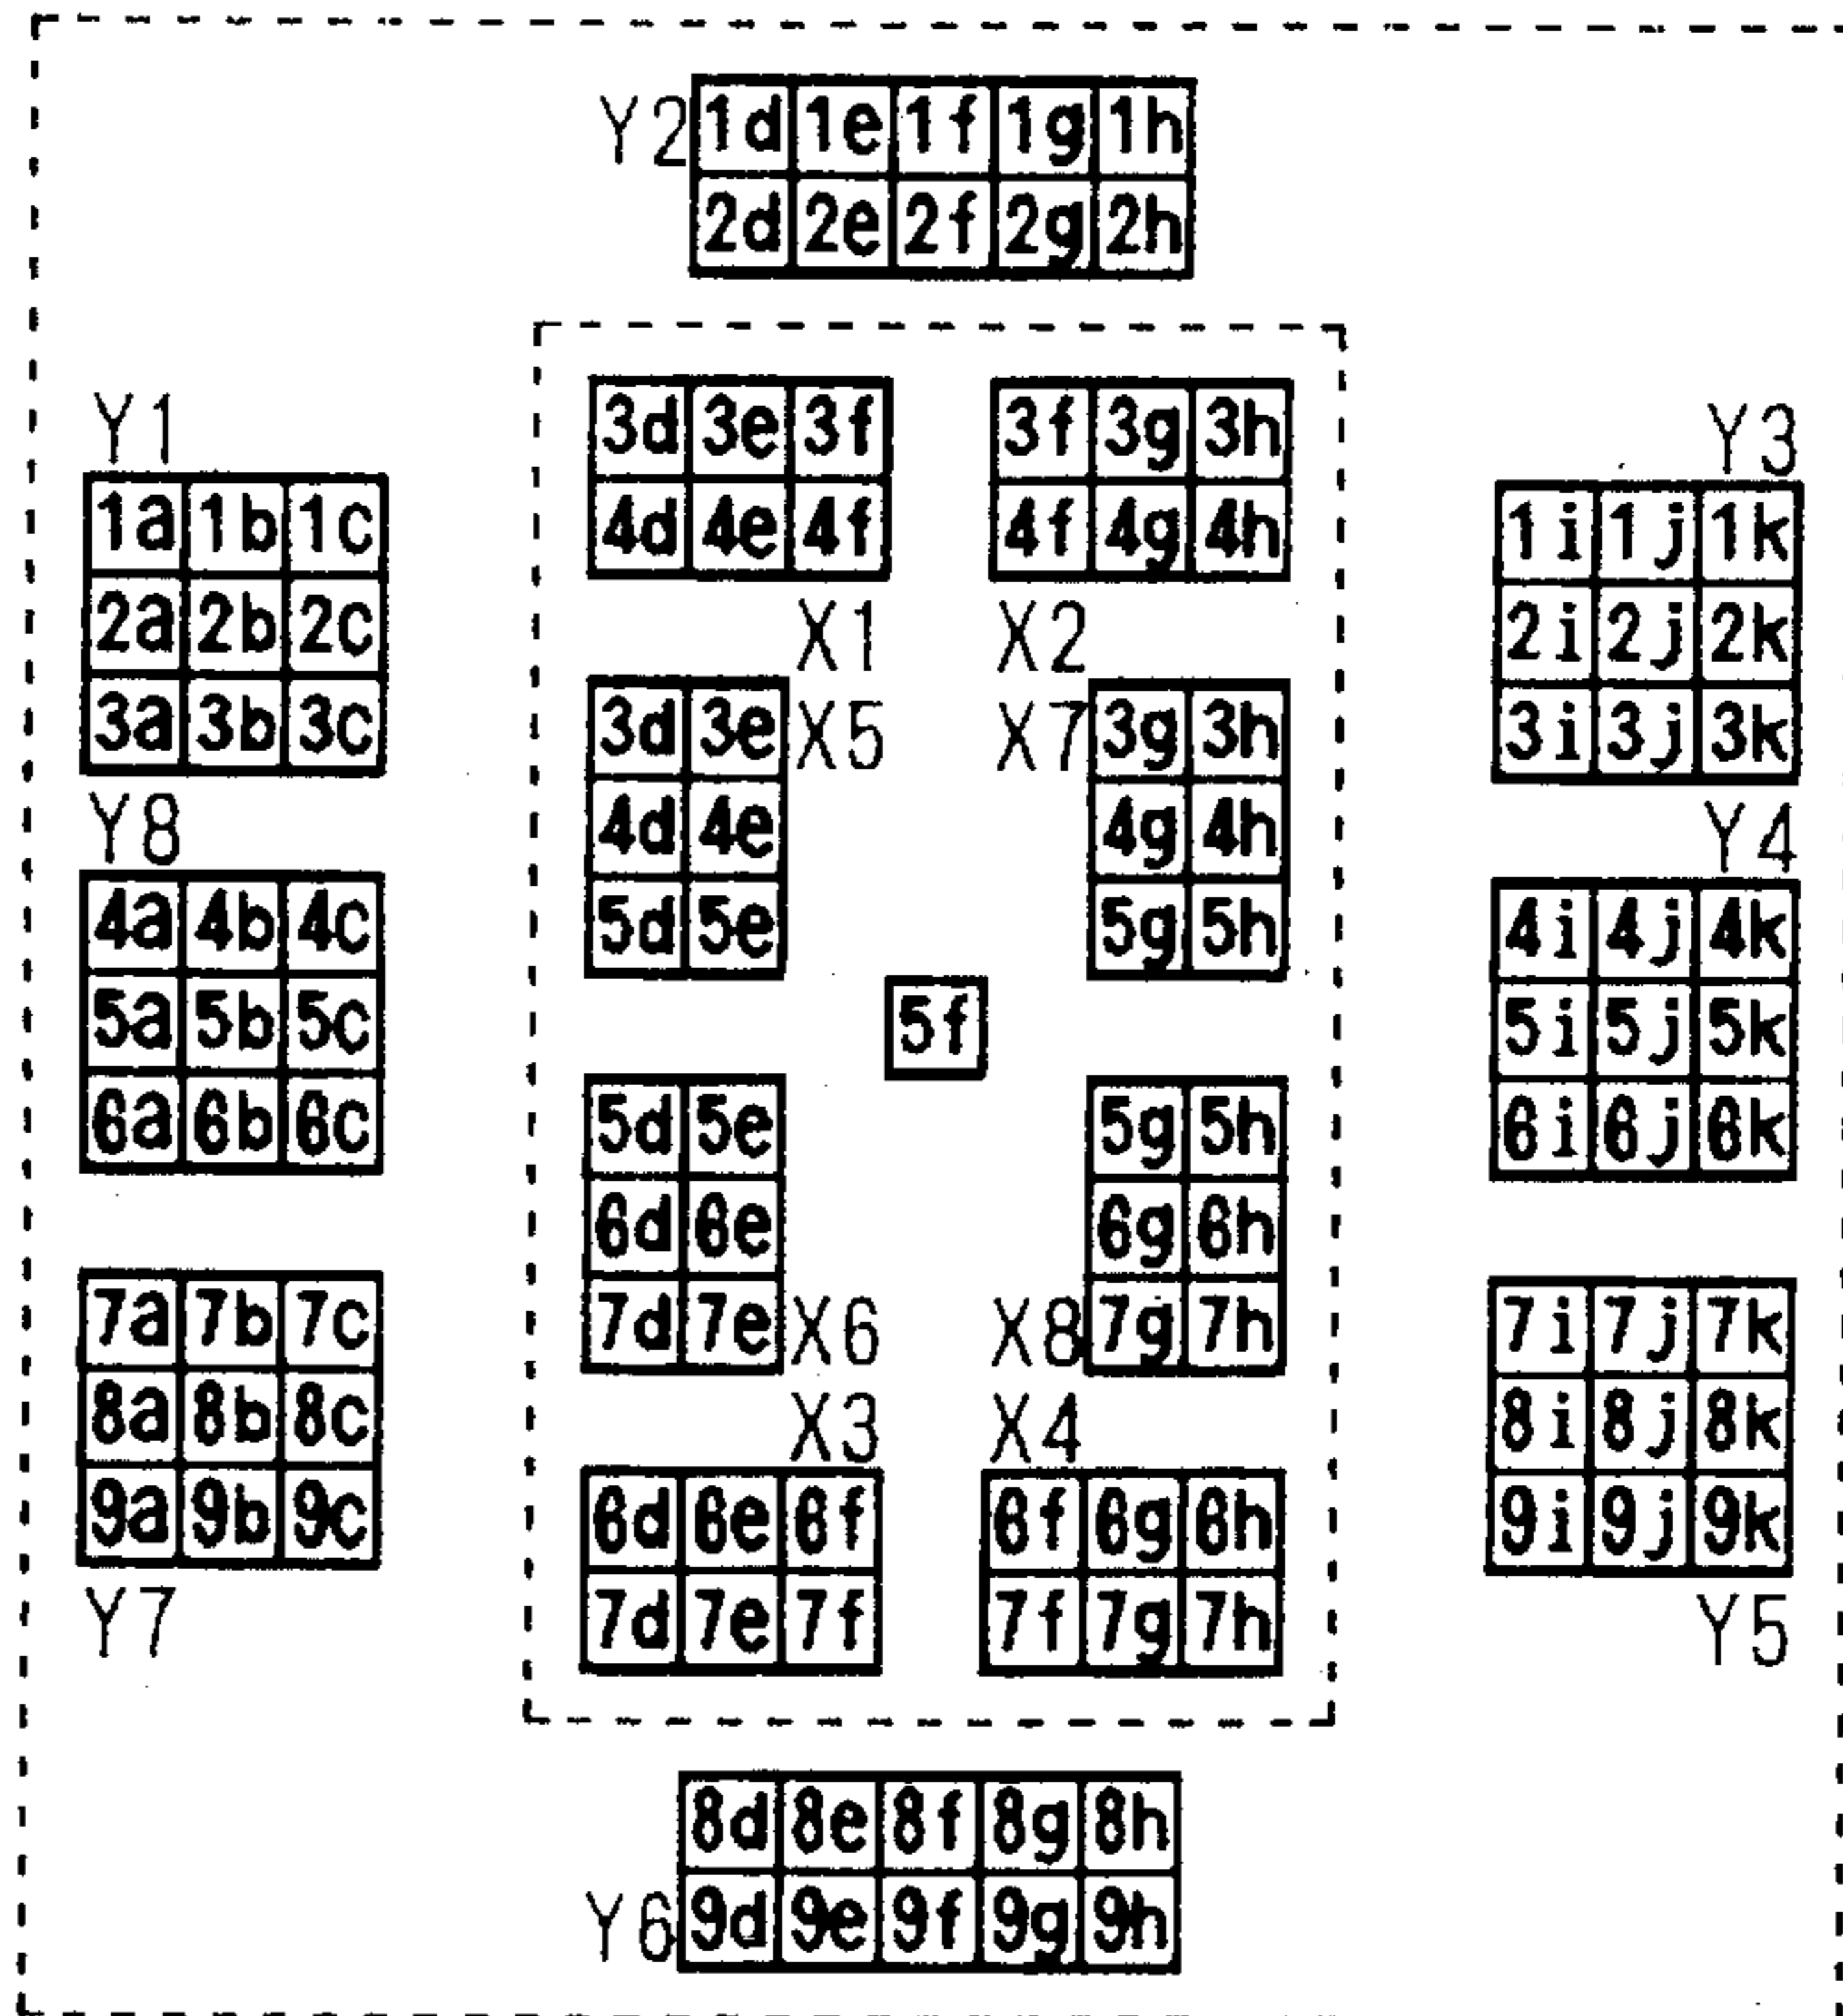 Y2
1d 1e 1f 1g 1h
2d 2e 2f 2g 2h
Y1
1a 1b 1c
2a 2b 2c
3a 3b 3c
Y8
4a 4b 4c
5a 5b 5c
6a 6b 6c
7a 7b 7c
8a 8b 8c
9a 9b 9c
Y7
3d 3e 3f
4d 4e 4f
X1
3f 3g 3h
4f 4g 4h
X2
3d 3e X5
4d 4e
5d 5e
X7 3g 3h
4g 4h
5g 5h
5f
5d 5e
6d 6e
7d 7e X6
5g 5h
6g 6h
X8 7g 7h
X3
6d 6e 6f
7d 7e 7f
X4
6f 6g 6h
7f 7g 7h
Y3
1i 1j 1k
2i 2j 2k
3i 3j 3k
Y4
4i 4j 4k
5i 5j 5k
6i 6j 6k
7i 7j 7k
8i 8j 8k
9i 9j 9k
Y5
8d 8e 8f 8g 8h
Y6 9d 9e 9f 9g 9h